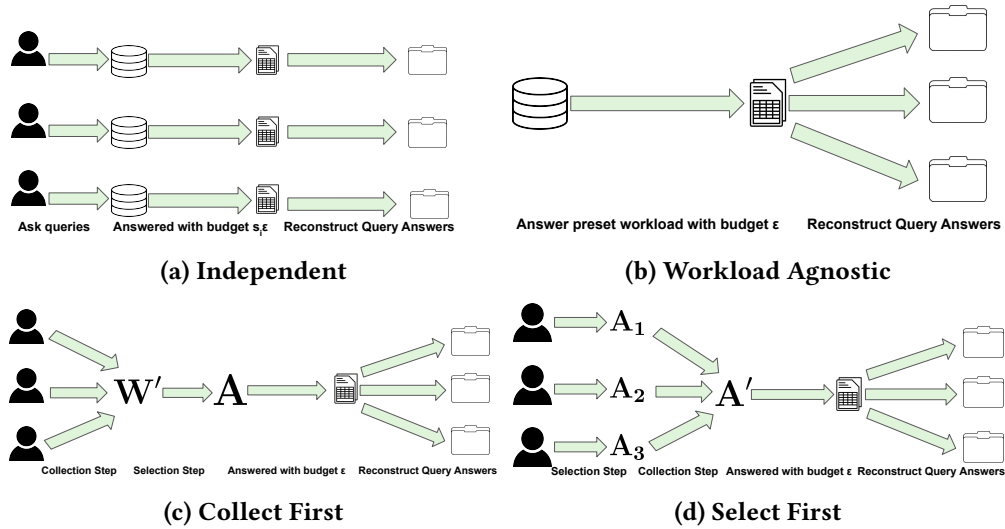 Ask queries Answered with budget sᵢε Reconstruct Query Answers
(a) Independent
Answer preset workload with budget ε Reconstruct Query Answers
(b) Workload Agnostic
W′ A
Collection Step Selection Step Answered with budget ε Reconstruct Query Answers
(c) Collect First
A₁
A₂ A′
A₃
Selection Step Collection Step Answered with budget ε Reconstruct Query Answers
(d) Select First